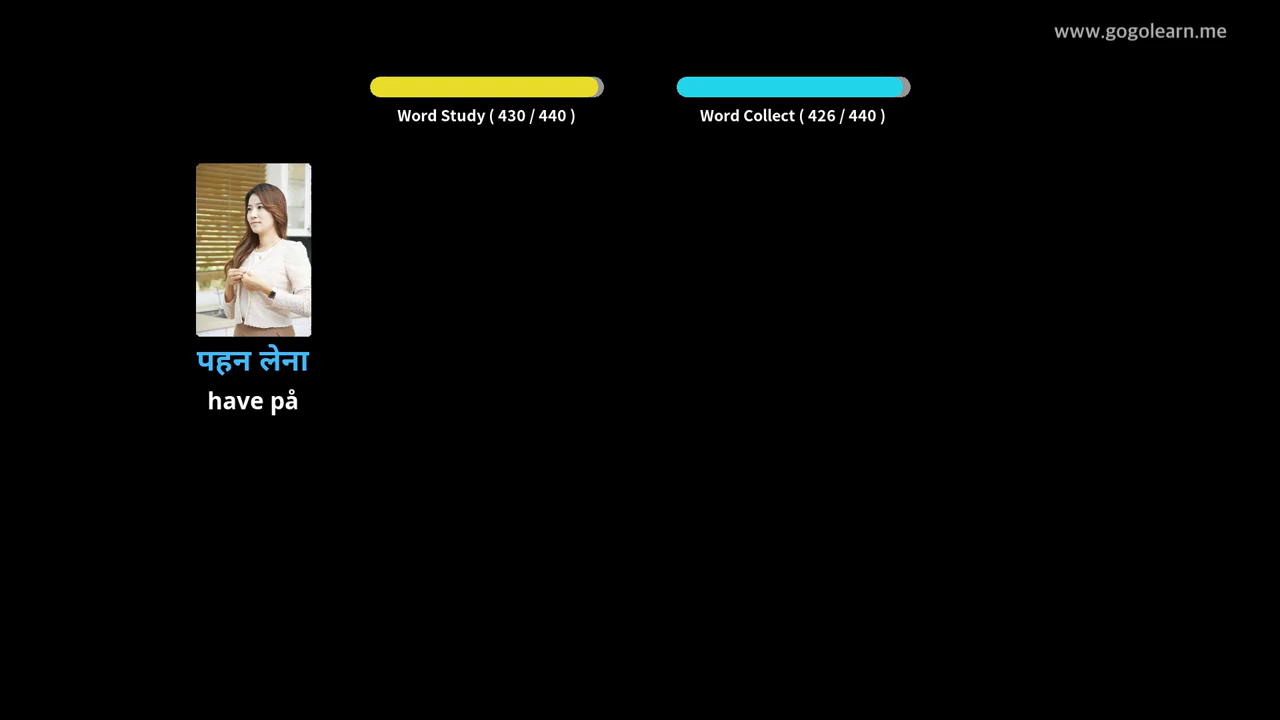 www.gogolearn.me
Word Study ( 430 / 440 )
Word Collect ( 426 / 440 )
पहन लेना
have på